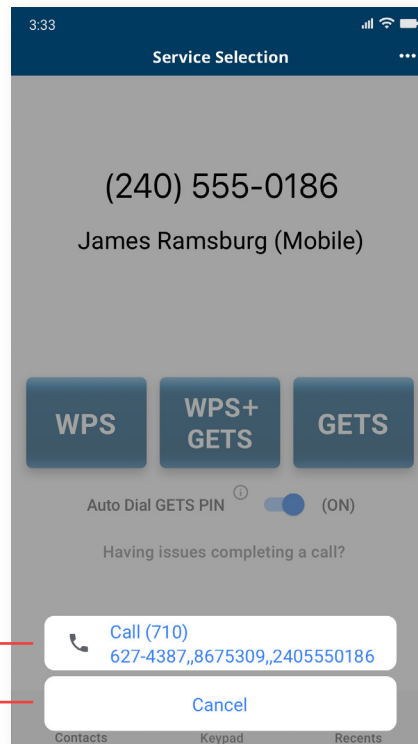 3:33
Service Selection
(240) 555-0186
James Ramsburg (Mobile)
WPS
WPS+
GETS
GETS
Auto Dial GETS PIN (ON)
Having issues completing a call?
Call (710)
627-4387,,8675309,,2405550186
Cancel
Contacts Keypad Recents